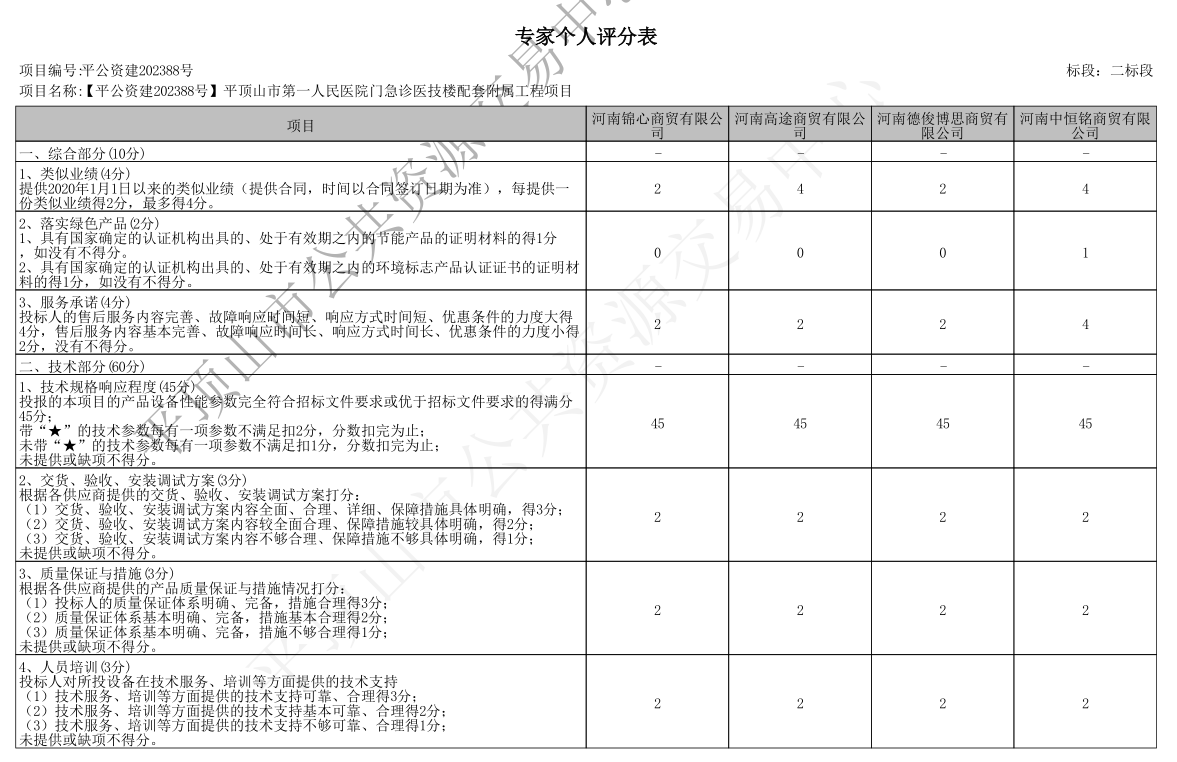 专家个人评分表
项目编号:平公资建202388号
标段：二标段
项目名称:【平公资建202388号】平顶山市第一人民医院门急诊医技楼配套附属工程项目
项目
河南锦心商贸有限公
司
河南高途商贸有限公
司
河南德俊博思商贸有
限公司
河南中恒铭商贸有限
公司
一、综合部分(10分)
–
–
–
–
1、类似业绩(4分)
提供2020年1月1日以来的类似业绩（提供合同，时间以合同签订日期为准），每提供一
份类似业绩得2分，最多得4分。
2
4
2
4
2、落实绿色产品(2分)
1、具有国家确定的认证机构出具的、处于有效期之内的节能产品的证明材料的得1分
，如没有不得分。
2、具有国家确定的认证机构出具的、处于有效期之内的环境标志产品认证证书的证明材
料的得1分，如没有不得分。
0
0
0
1
3、服务承诺(4分)
投标人的售后服务内容完善、故障响应时间短、响应方式时间短、优惠条件的力度大得
4分，售后服务内容基本完善、故障响应时间长、响应方式时间长、优惠条件的力度小得
2分，没有不得分。
2
2
2
4
二、技术部分(60分)
–
–
–
–
1、技术规格响应程度(45分)
投报的本项目的产品设备性能参数完全符合招标文件要求或优于招标文件要求的得满分
45分；
带“★”的技术参数每有一项参数不满足扣2分，分数扣完为止；
未带“★”的技术参数每有一项参数不满足扣1分，分数扣完为止；
未提供或缺项不得分。
45
45
45
45
2、交货、验收、安装调试方案(3分)
根据各供应商提供的交货、验收、安装调试方案打分：
（1）交货、验收、安装调试方案内容全面、合理、详细、保障措施具体明确，得3分；
（2）交货、验收、安装调试方案内容较全面合理、保障措施较具体明确，得2分；
（3）交货、验收、安装调试方案内容不够合理、保障措施不够具体明确，得1分；
未提供或缺项不得分。
2
2
2
2
3、质量保证与措施(3分)
根据各供应商提供的产品质量保证与措施情况打分：
（1）投标人的质量保证体系明确、完备，措施合理得3分；
（2）质量保证体系基本明确、完备，措施基本合理得2分；
（3）质量保证体系基本明确、完备，措施不够合理得1分；
未提供或缺项不得分。
2
2
2
2
4、人员培训(3分)
投标人对所投设备在技术服务、培训等方面提供的技术支持
（1）技术服务、培训等方面提供的技术支持可靠、合理得3分；
（2）技术服务、培训等方面提供的技术支持基本可靠、合理得2分；
（3）技术服务、培训等方面提供的技术支持不够可靠、合理得1分；
未提供或缺项不得分。
2
2
2
2
平顶山市公共资源交易中心
平顶山市公共资源交易中心